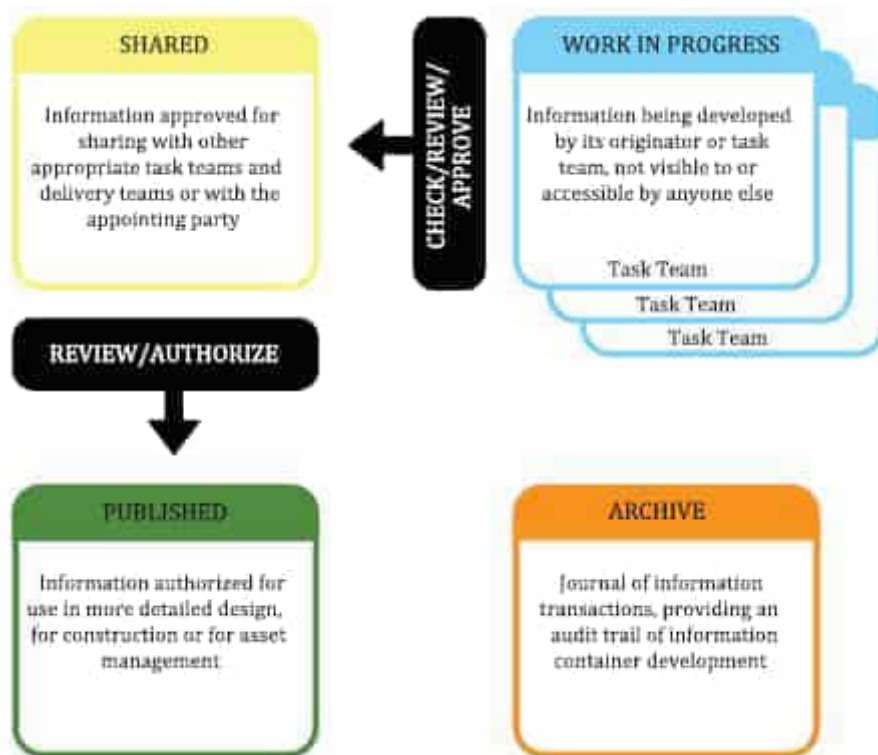 SHARED
Information approved for
sharing with other
appropriate task teams and
delivery teams or with the
appointing party
CHECK/REVIEW/
APPROVE
WORK IN PROGRESS
Information being developed
by its originator or task
team, not visible to or
accessible by anyone else
Task Team
Task Team
Task Team
REVIEW/AUTHORIZE
PUBLISHED
Information authorized for
use in more detailed design,
for construction or for asset
management
ARCHIVE
Journal of information
transactions, providing an
audit trail of information
container development